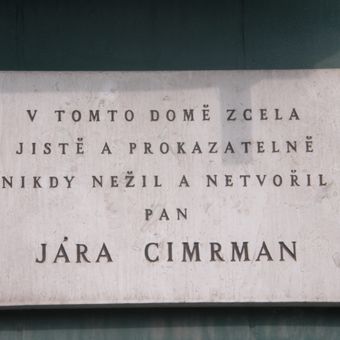 V TOMTO DOMĚ ZCELA
JISTĚ A PROKAZATELNĚ
NIKDY NEŽIL A NETVOŘIL
PAN
JÁRA CIMRMAN